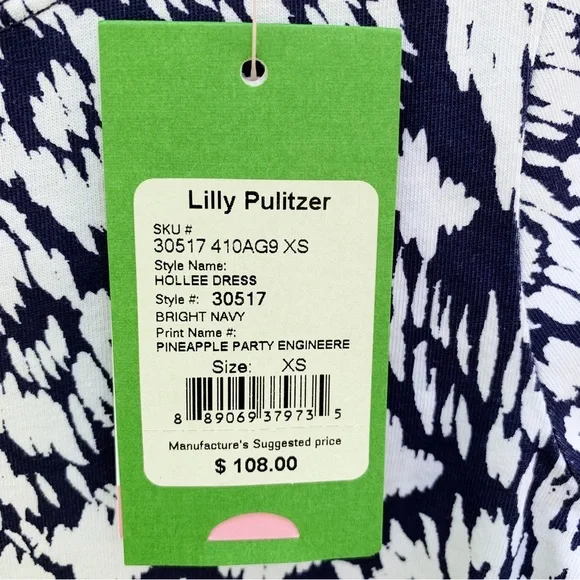 Lilly Pulitzer
SKU #
30517 410AG9 XS
Style Name:
HOLLEE DRESS
Style #: 30517
BRIGHT NAVY
Print Name #:
PINEAPPLE PARTY ENGINEERE
Size: XS
8 89069 37973 5
Manufacture's Suggested price
$ 108.00